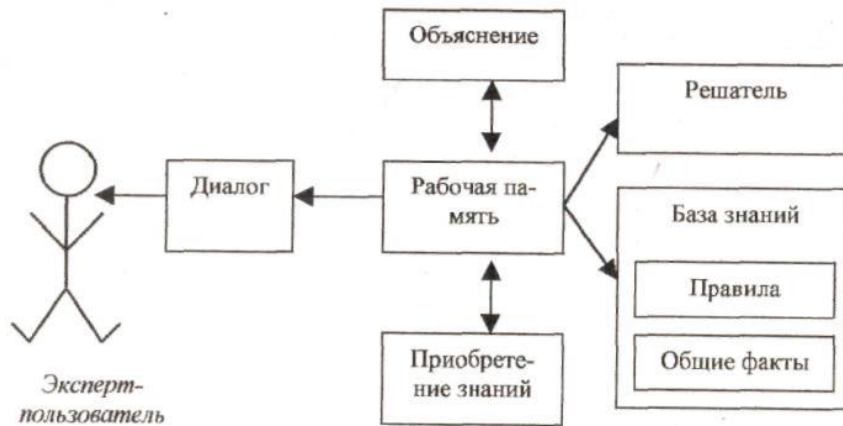 Объяснение
Решатель
Диалог
Рабочая па-
мять
База знаний
Правила
Общие факты
Приобрете-
ние знаний
Эксперт-
пользователь